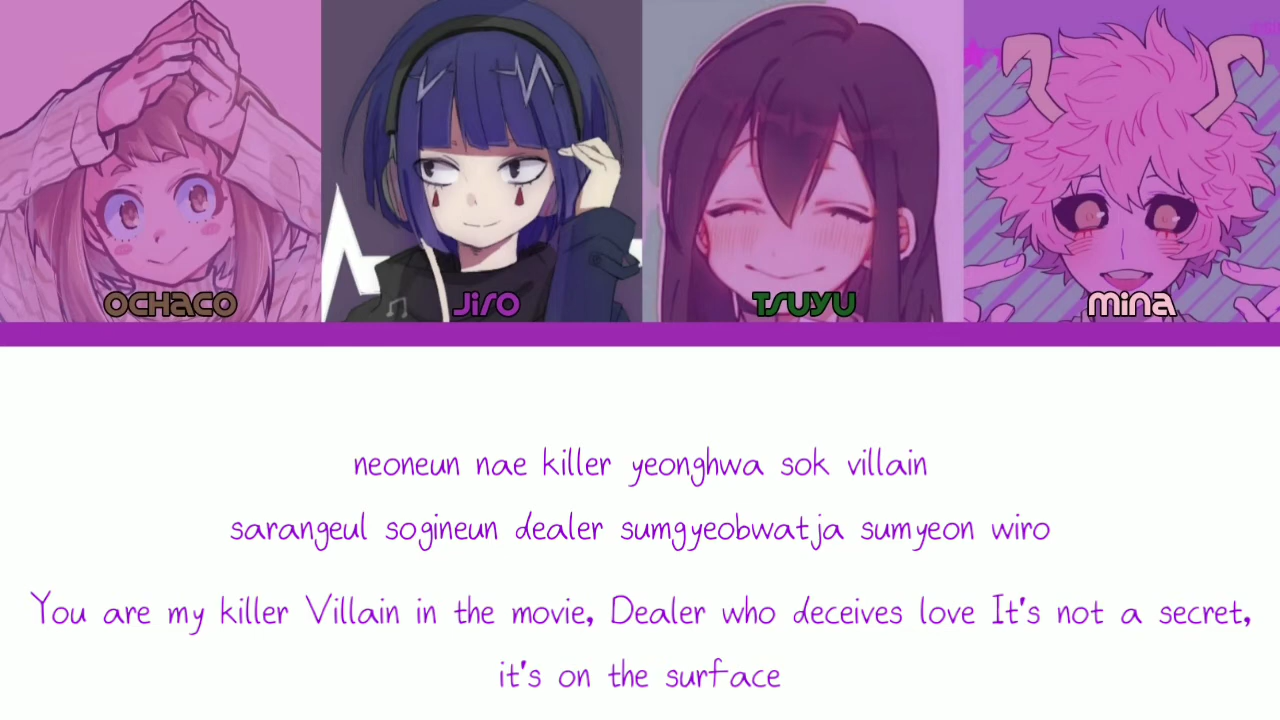 OCHACO
JIRO
TSUYU
MINA
neoneun nae killer yeonghwa sok villain
sarangeul sogineun dealer sumgyeobwatja sumyeon wiro
You are my killer Villain in the movie, Dealer who deceives love It's not a secret,
it's on the surface